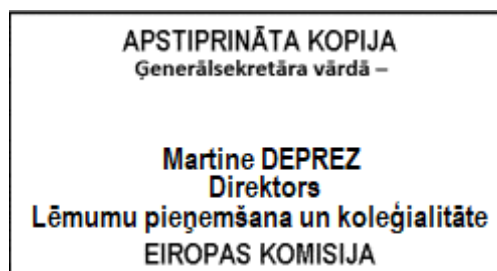 APSTIPRINĀTA KOPIJA
Ģenerālsekretāra vārdā –
Martine DEPREZ
Direktors
Lēmumu pieņemšana un koleģialitāte
EIROPAS KOMISIJA